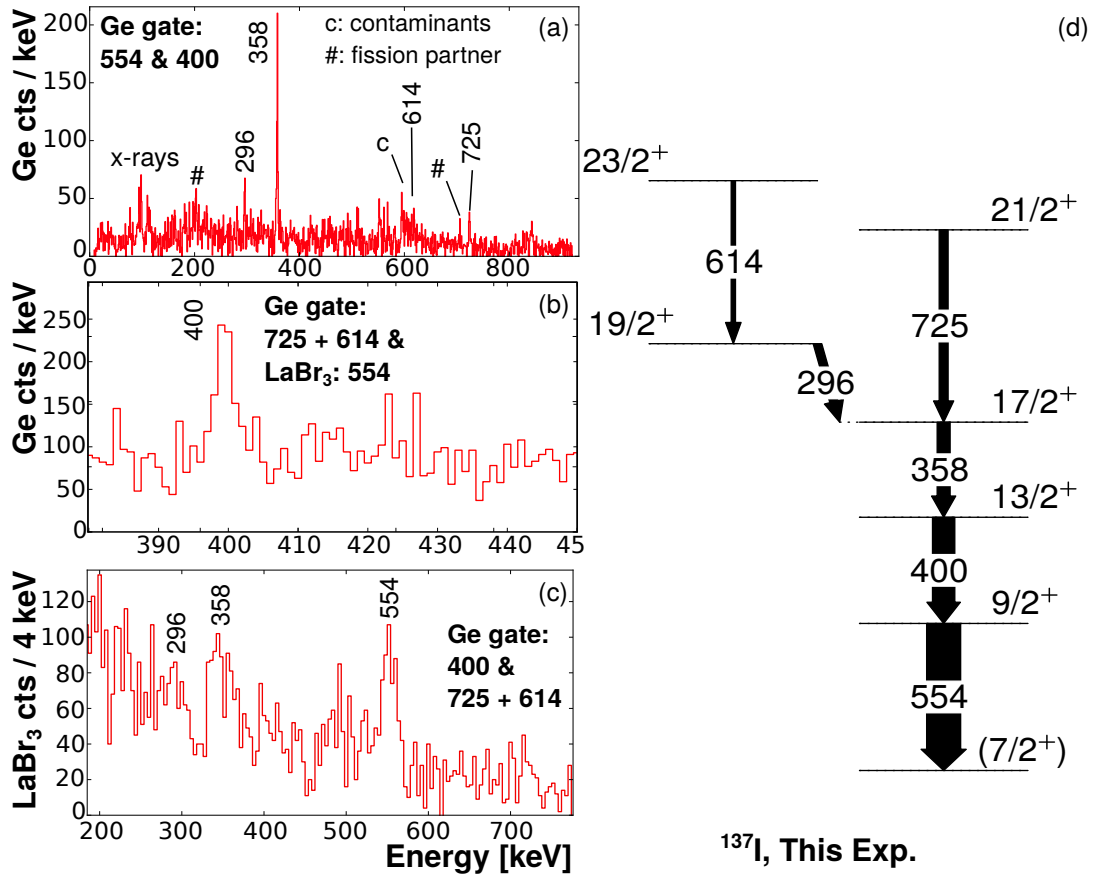 (a)
Ge gate:
554 & 400
358
c: contaminants
#: fission partner
x-rays
#
296
c
614
#
725
Ge cts / keV
200
150
100
50
0
0 200 400 600 800
(b)
400
Ge gate:
725 + 614 &
LaBr₃: 554
Ge cts / keV
250
200
150
100
50
0
390 400 410 420 430 440 45
(c)
296
358
554
Ge gate:
400 &
725 + 614
LaBr₃ cts / 4 keV
120
100
80
60
40
20
0
200 300 400 500 600 700
Energy [keV]
(d)
23/2⁺
21/2⁺
614
19/2⁺
725
296
17/2⁺
358
13/2⁺
400
9/2⁺
554
(7/2⁺)
¹³⁷I, This Exp.